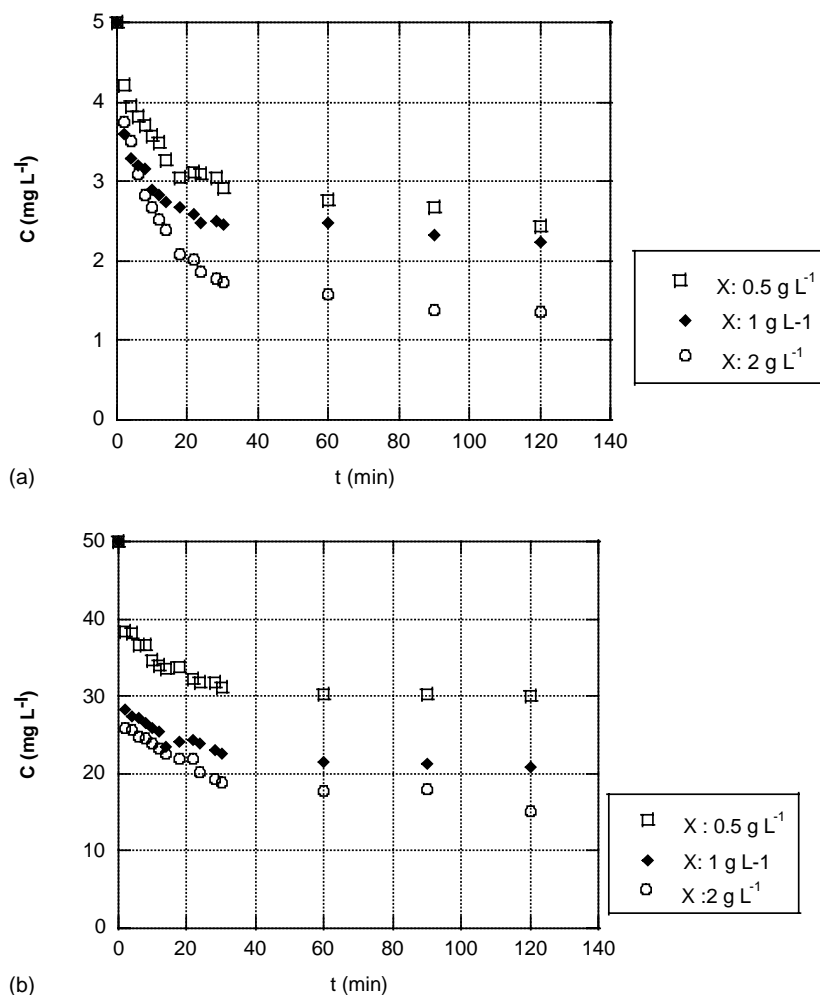 5
4
3
2
1
0
C (mg L⁻¹)
0 20 40 60 80 100 120 140
t (min)
X: 0.5 g L⁻¹
X: 1 g L-1
X: 2 g L⁻¹
(a)
50
40
30
20
10
0
C (mg L⁻¹)
0 20 40 60 80 100 120 140
t (min)
X : 0.5 g L⁻¹
X: 1 g L-1
X :2 g L⁻¹
(b)